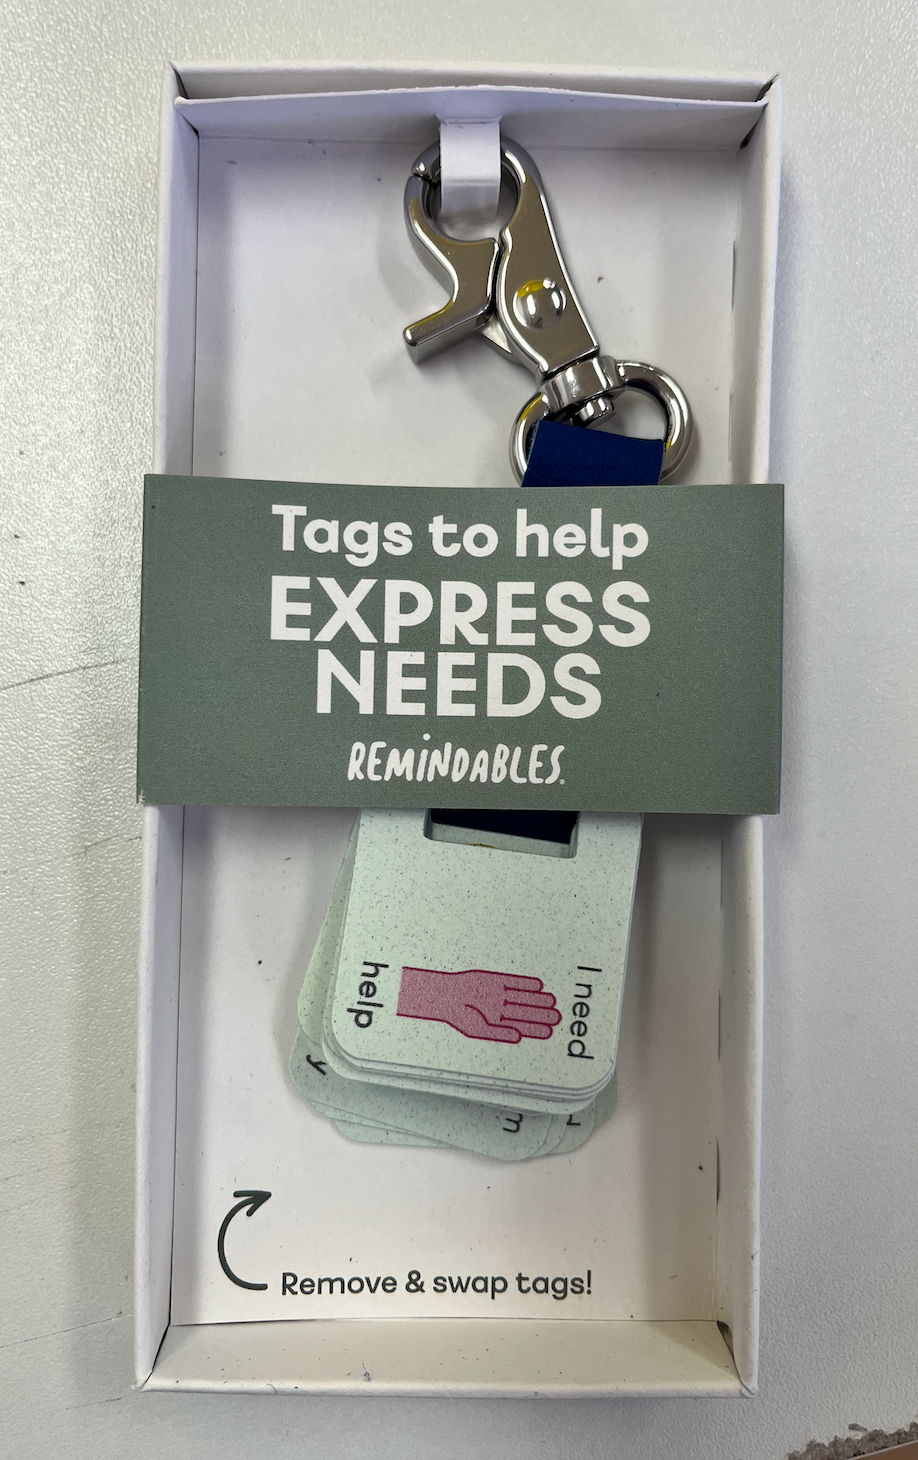 Tags to help
EXPRESS
NEEDS
REMINDABLES
I need
help
Remove & swap tags!